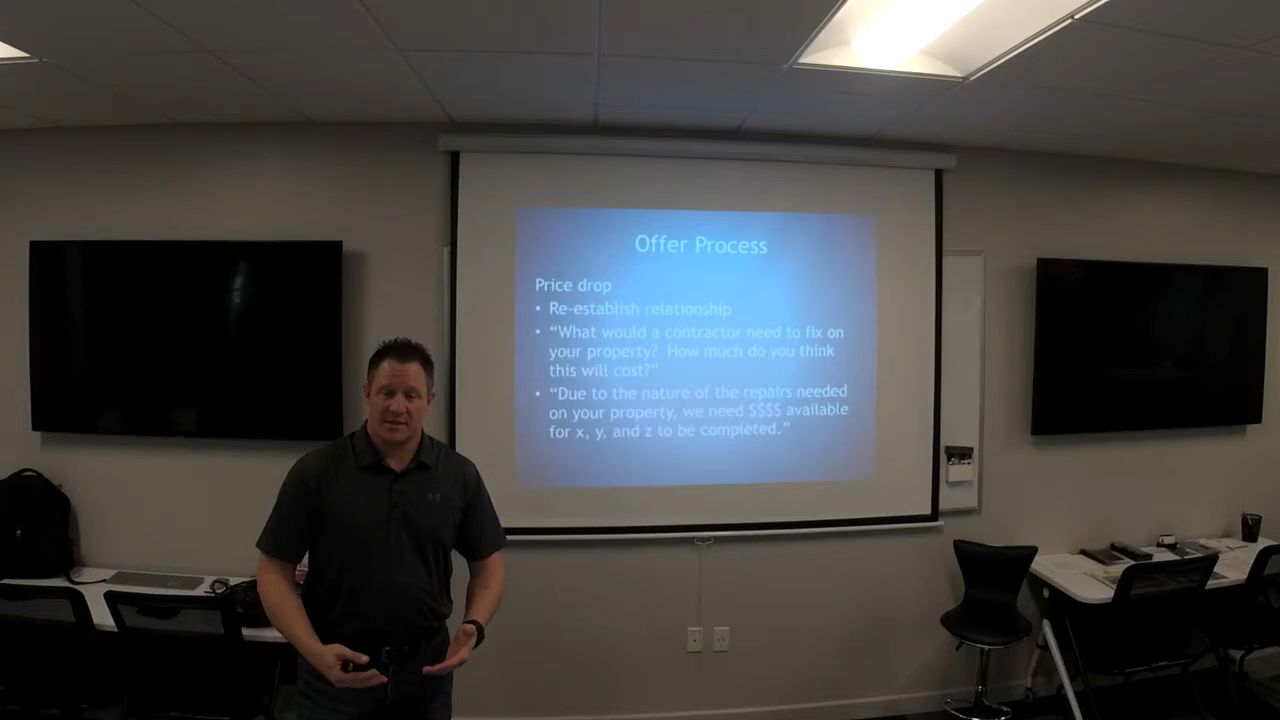 Offer Process
Price drop
• Re-establish relationship
• “What would a contractor need to fix on
your property? How much do you think
this will cost?”
• “Due to the nature of the repairs needed
on your property, we need $$$$ available
for x, y, and z to be completed.”